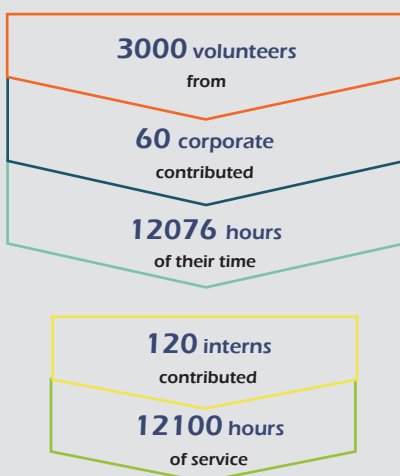 3000 volunteers
from
60 corporate
contributed
12076 hours
of their time
120 interns
contributed
12100 hours
of service